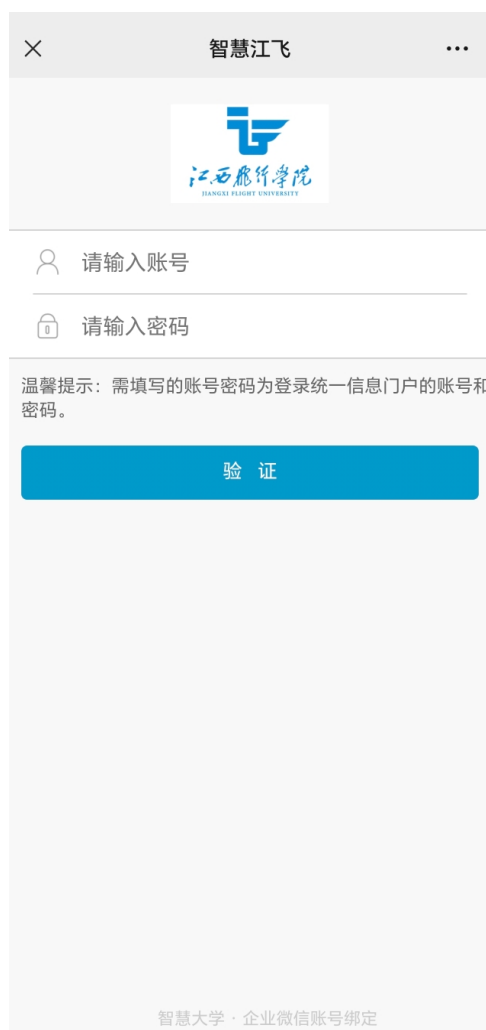 智慧江飞
江西飞行学院
JIANGXI FLIGHT UNIVERSITY
请输入账号
请输入密码
温馨提示：需填写的账号密码为登录统一信息门户的账号和
密码。
验 证
智慧大学 · 企业微信账号绑定